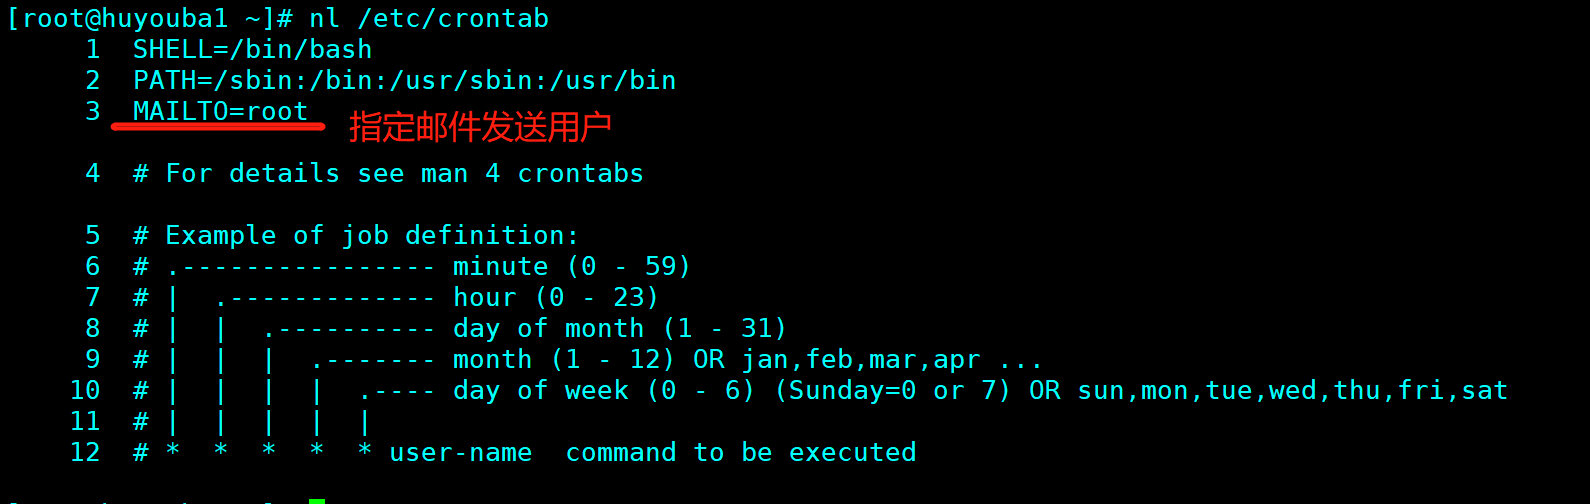 [root@huyouba1 ~]# nl /etc/crontab
     1  SHELL=/bin/bash
     2  PATH=/sbin:/bin:/usr/sbin:/usr/bin
     3  MAILTO=root
指定邮件发送用户
     4  # For details see man 4 crontabs
     5  # Example of job definition:
     6  # .---------------- minute (0 - 59)
     7  # |  .------------- hour (0 - 23)
     8  # |  |  .---------- day of month (1 - 31)
     9  # |  |  |  .------- month (1 - 12) OR jan,feb,mar,apr ...
    10  # |  |  |  |  .---- day of week (0 - 6) (Sunday=0 or 7) OR sun,mon,tue,wed,thu,fri,sat
    11  # |  |  |  |  |
    12  # *  *  *  *  * user-name  command to be executed